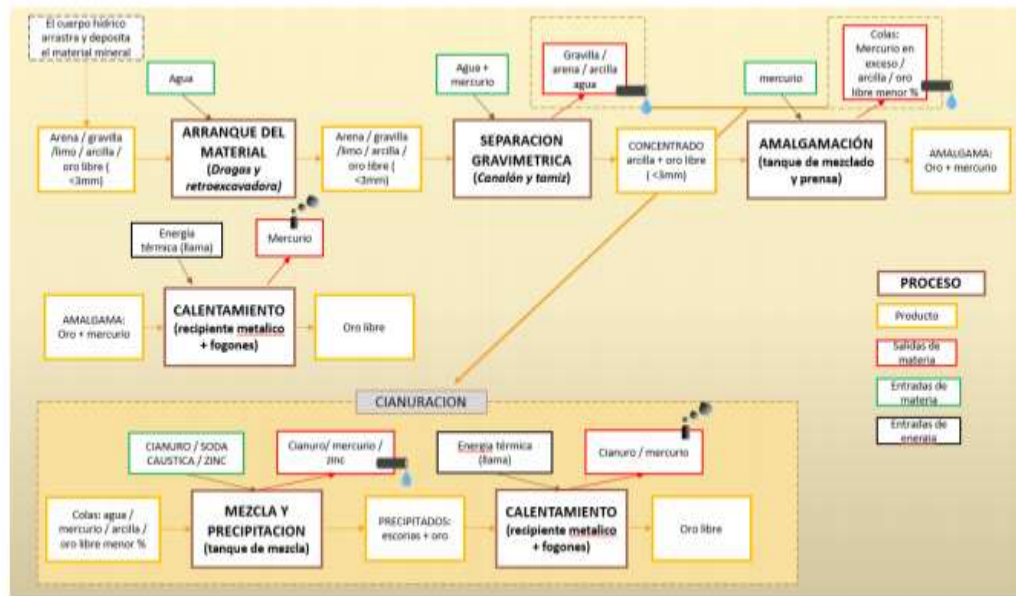 El cuerpo hídrico
arrastra y deposita
el material mineral
Agua
Agua +
mercurio
Gravilla /
arena / arcilla
agua
mercurio
Colas:
Mercurio en
exceso /
arcilla / oro
libre menor %
Arena / gravilla
/limo / arcilla /
oro libre (
<3mm)
ARRANQUE DEL
MATERIAL
(Dragas y
retroexcavadora)
Arena / gravilla
/ limo / arcilla /
oro libre (
<3mm)
SEPARACION
GRAVIMETRICA
(Canalón y tamiz)
CONCENTRADO
arcilla + oro libre
( <3mm)
AMALGAMACIÓN
(tanque de mezclado
y prensa)
AMALGAMA:
Oro + mercurio
Energía
térmica (llama)
Mercurio
AMALGAMA:
Oro + mercurio
CALENTAMIENTO
(recipiente metalico
+ fogones)
Oro libre
PROCESO
Producto
Salidas de
materia
Entradas de
materia
Entradas de
energia
CIANURACION
CIANURO / SODA
CAUSTICA / ZINC
Cianuro/ mercurio /
zinc
Energía térmica
(llama)
Cianuro / mercurio
Colas: agua /
mercurio / arcilla /
oro libre menor %
MEZCLA Y
PRECIPITACION
(tanque de mezcla)
PRECIPITADOS:
escorias + oro
CALENTAMIENTO
(recipiente metalico
+ fogones)
Oro libre